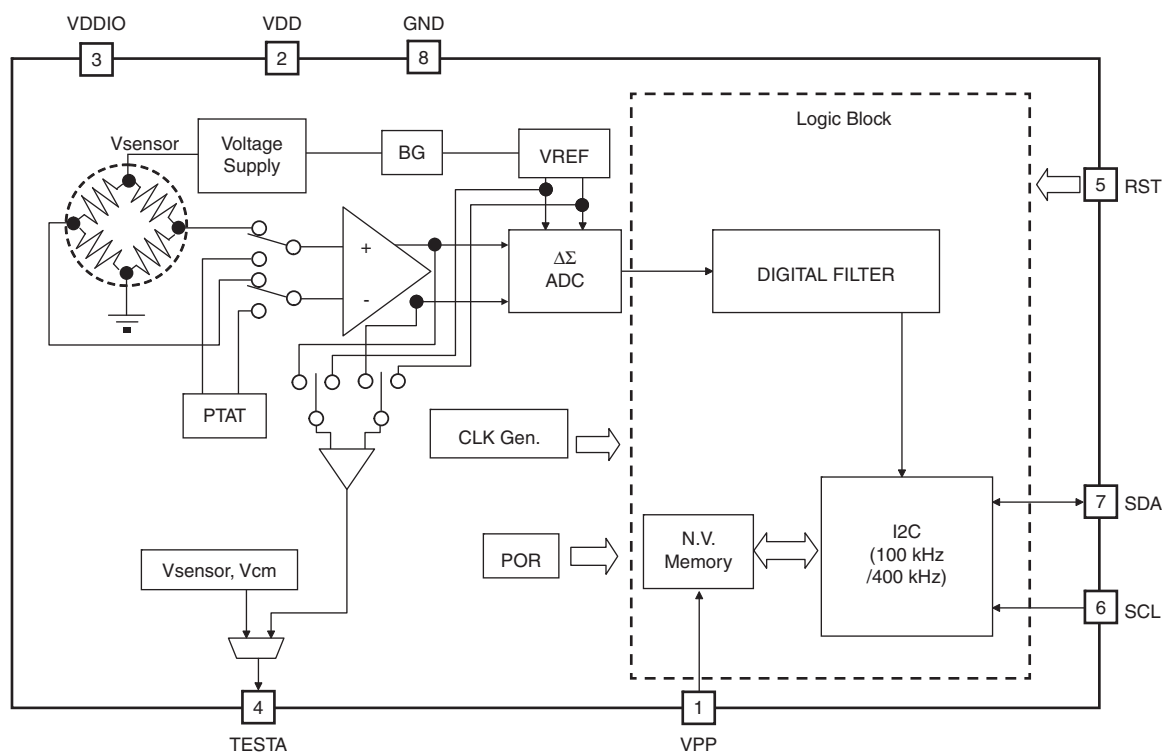 VDDIO
VDD
GND
3
2
8
Logic Block
Vsensor
Voltage
Supply
BG
VREF
5
RST
+
-
ΔΣ
ADC
DIGITAL FILTER
PTAT
CLK Gen.
7
SDA
I2C
(100 kHz
/400 kHz)
N.V.
Memory
POR
Vsensor, Vcm
6
SCL
4
1
TESTA
VPP